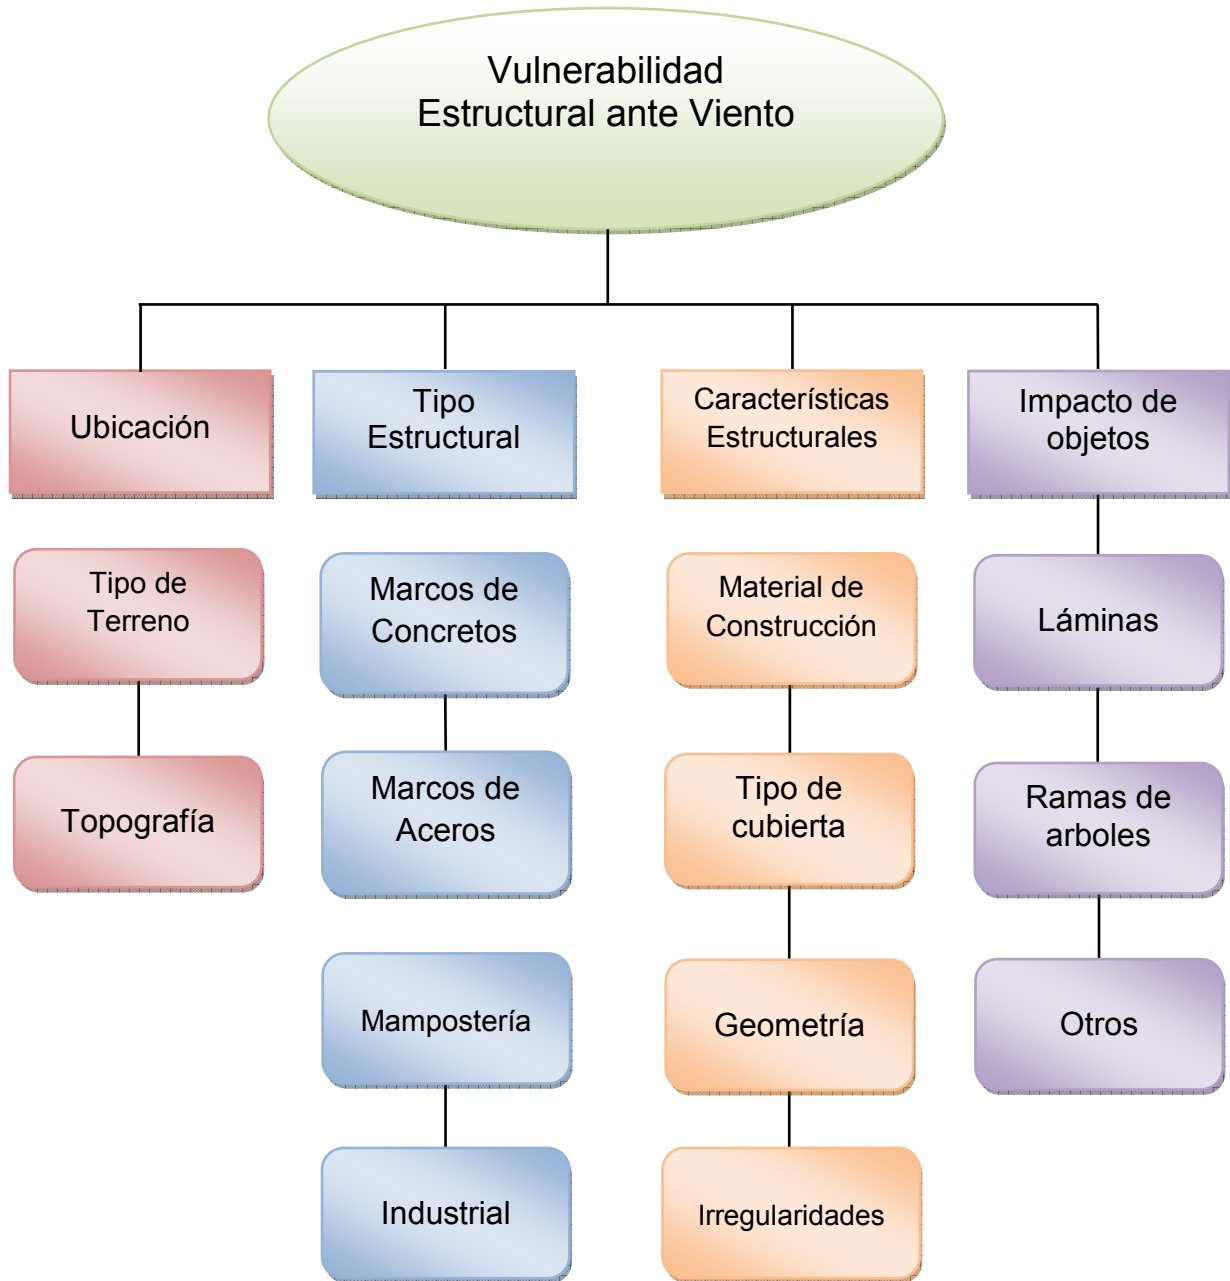 Vulnerabilidad
Estructural ante Viento
Ubicación
Tipo
Estructural
Características
Estructurales
Impacto de
objetos
Tipo de
Terreno
Marcos de
Concretos
Material de
Construcción
Láminas
Topografía
Marcos de
Aceros
Tipo de
cubierta
Ramas de
arboles
Mampostería
Geometría
Otros
Industrial
Irregularidades